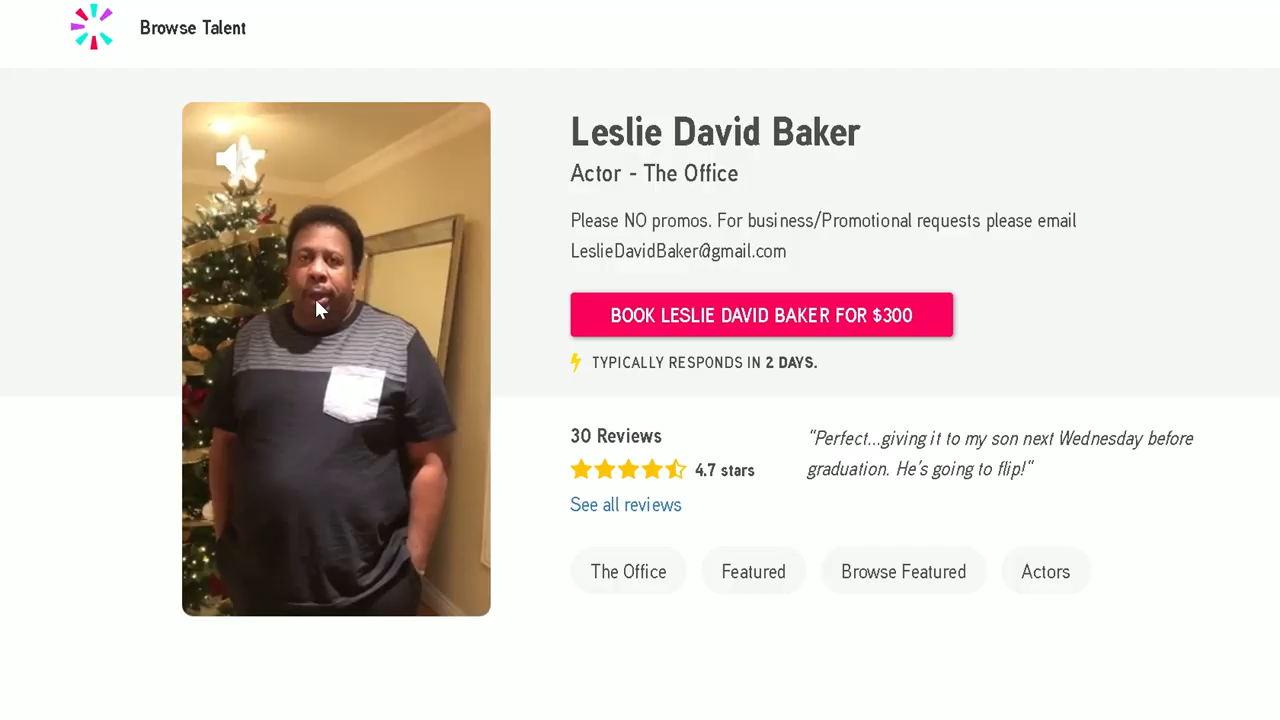 Browse Talent
Leslie David Baker
Actor - The Office
Please NO promos. For business/Promotional requests please email
LeslieDavidBaker@gmail.com
BOOK LESLIE DAVID BAKER FOR $300
TYPICALLY RESPONDS IN 2 DAYS.
30 Reviews
4.7 stars
See all reviews
"Perfect...giving it to my son next Wednesday before
graduation. He's going to flip!"
The Office
Featured
Browse Featured
Actors